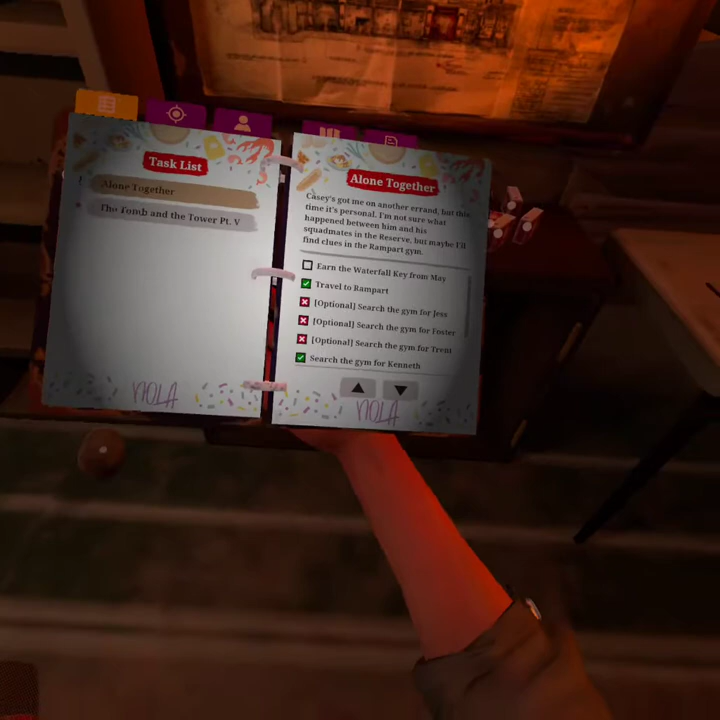 Task List
Alone Together
The Tomb and the Tower Pt. V
NOLA
Alone Together
Casey's got me on another errand, but this
time it's personal. I'm not sure what
happened between him and his
squadmates in the Reserve, but maybe I'll
find clues in the Rampart gym.
Earn the Waterfall Key from May
Travel to Rampart
[Optional] Search the gym for Jess
[Optional] Search the gym for Foster
[Optional] Search the gym for Trem
Search the gym for Kenneth
NOLA